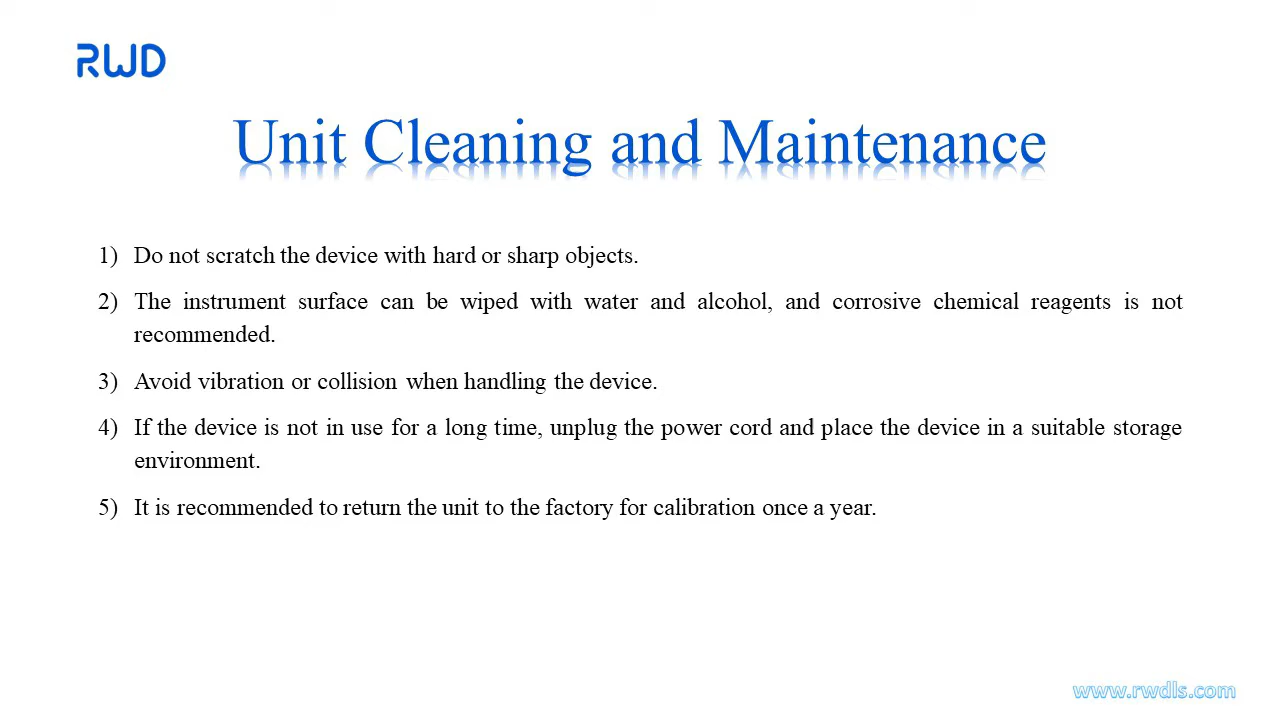 RWD
Unit Cleaning and Maintenance
1) Do not scratch the device with hard or sharp objects.
2) The instrument surface can be wiped with water and alcohol, and corrosive chemical reagents is not
recommended.
3) Avoid vibration or collision when handling the device.
4) If the device is not in use for a long time, unplug the power cord and place the device in a suitable storage
environment.
5) It is recommended to return the unit to the factory for calibration once a year.
www.rwdls.com